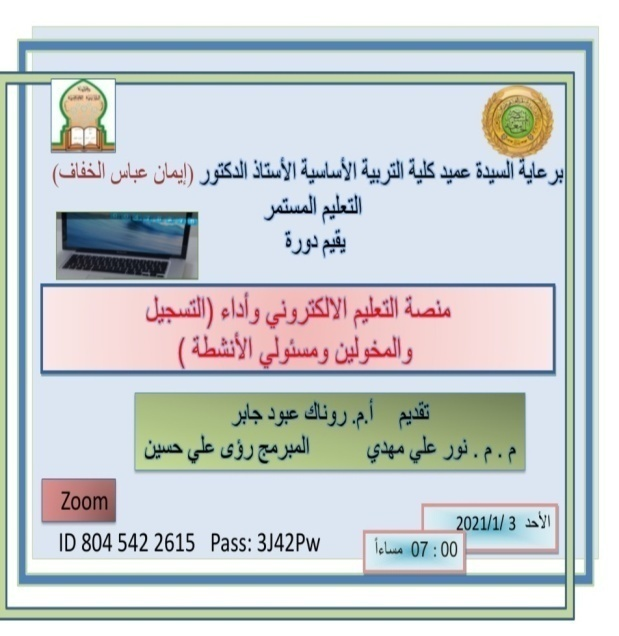 برعاية السيدة عميد كلية التربية الأساسية الأستاذ الدكتور (إيمان عباس الخفاف)
التعليم المستمر
يقيم دورة
منصة التعليم الالكتروني وأداء (التسجيل
والمخولين ومسئولي الأنشطة )
تقديم أ.م. روناك عبود جابر
م . م . نور علي مهدي المبرمج رؤى علي حسين
Zoom
ID 804 542 2615 Pass: 3J42Pw
الأحد 3 /2021/1
00 : 07 مساءاً